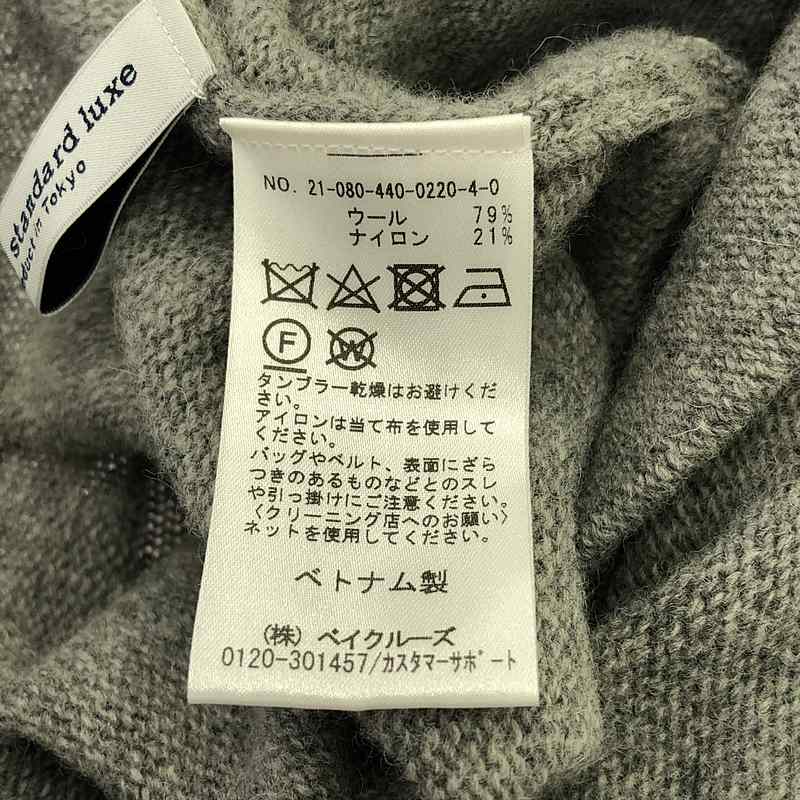 standard luxe
oduct in Tokyo
NO. 21-080-440-0220-4-0
ウール 79%
ナイロン 21%
F
W
タンブラー乾燥はお避けくだ
さい。
アイロンは当て布を使用して
ください。
バッグやベルト、表面にざら
つきのあるものなどとのスレ
や引っ掛けにご注意ください。
〈クリーニング店へのお願い〉
ネットを使用してください。
ベトナム製
(株) ベイクルーズ
0120-301457/カスタマーサポート